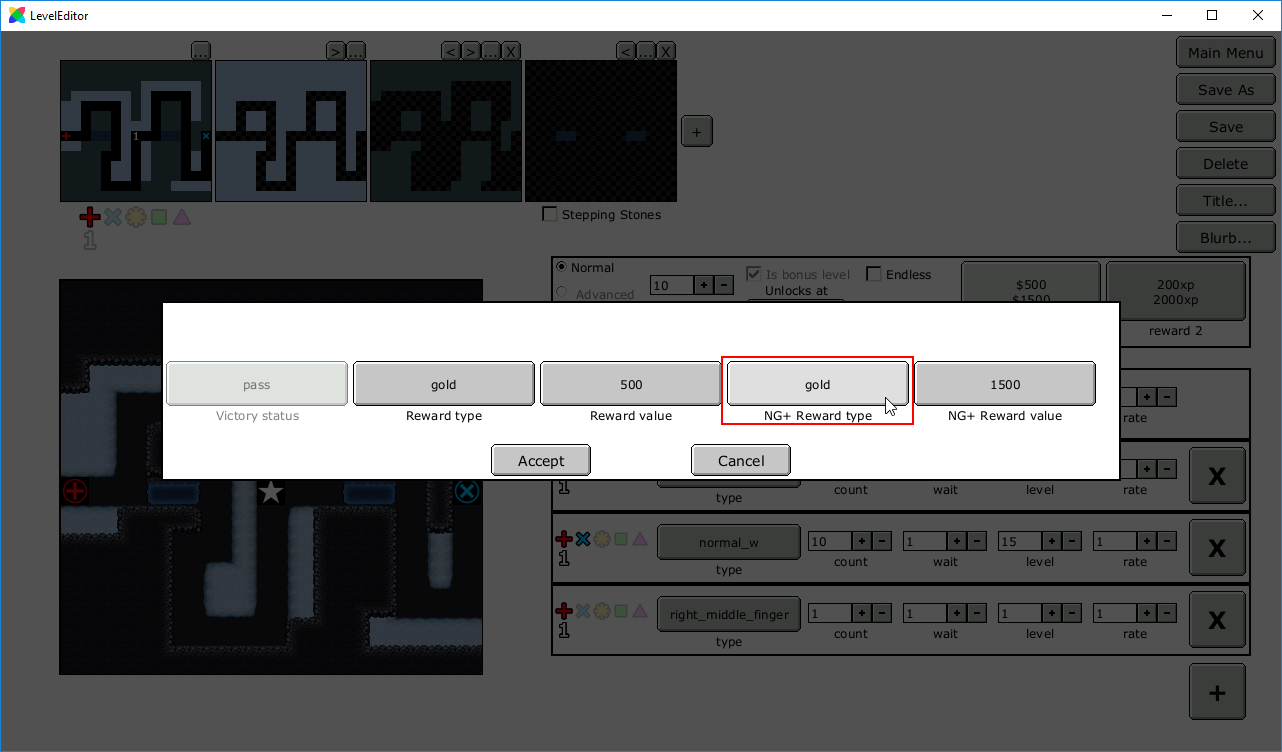 LevelEditor
... > ... < > ... X < ... X
Main Menu
Save As
Save
Delete
Title...
Blurb...
+
1
Stepping Stones
1
Normal
Advanced
10 + -
Is bonus level
Endless
Unlocks at
$500
$1500
200xp
2000xp
reward 2
pass
Victory status
gold
Reward type
500
Reward value
gold
NG+ Reward type
1500
NG+ Reward value
Accept
Cancel
+ -
rate
1
type
count
wait
level
+ -
rate
X
1
normal_w
type
10 + -
count
1 + -
wait
15 + -
level
1 + -
rate
X
1
right_middle_finger
type
1 + -
count
1 + -
wait
1 + -
level
1 + -
rate
X
+